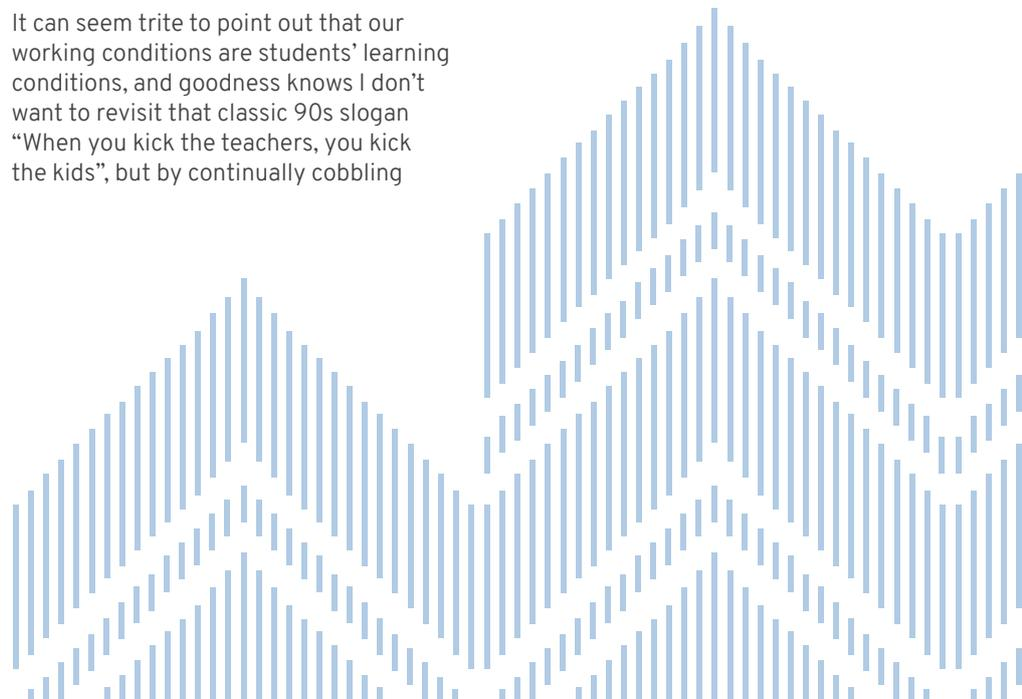 It can seem trite to point out that our
working conditions are students’ learning
conditions, and goodness knows I don’t
want to revisit that classic 90s slogan
“When you kick the teachers, you kick
the kids”, but by continually cobbling